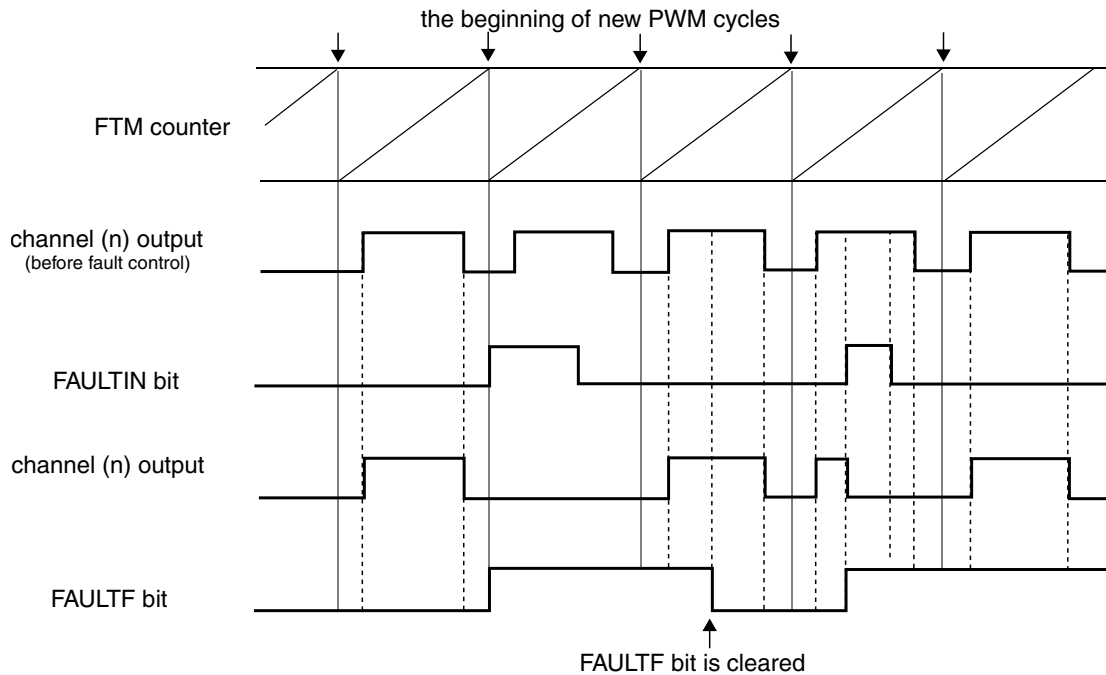 the beginning of new PWM cycles
FTM counter
channel (n) output
(before fault control)
FAULTIN bit
channel (n) output
FAULTF bit
FAULTF bit is cleared